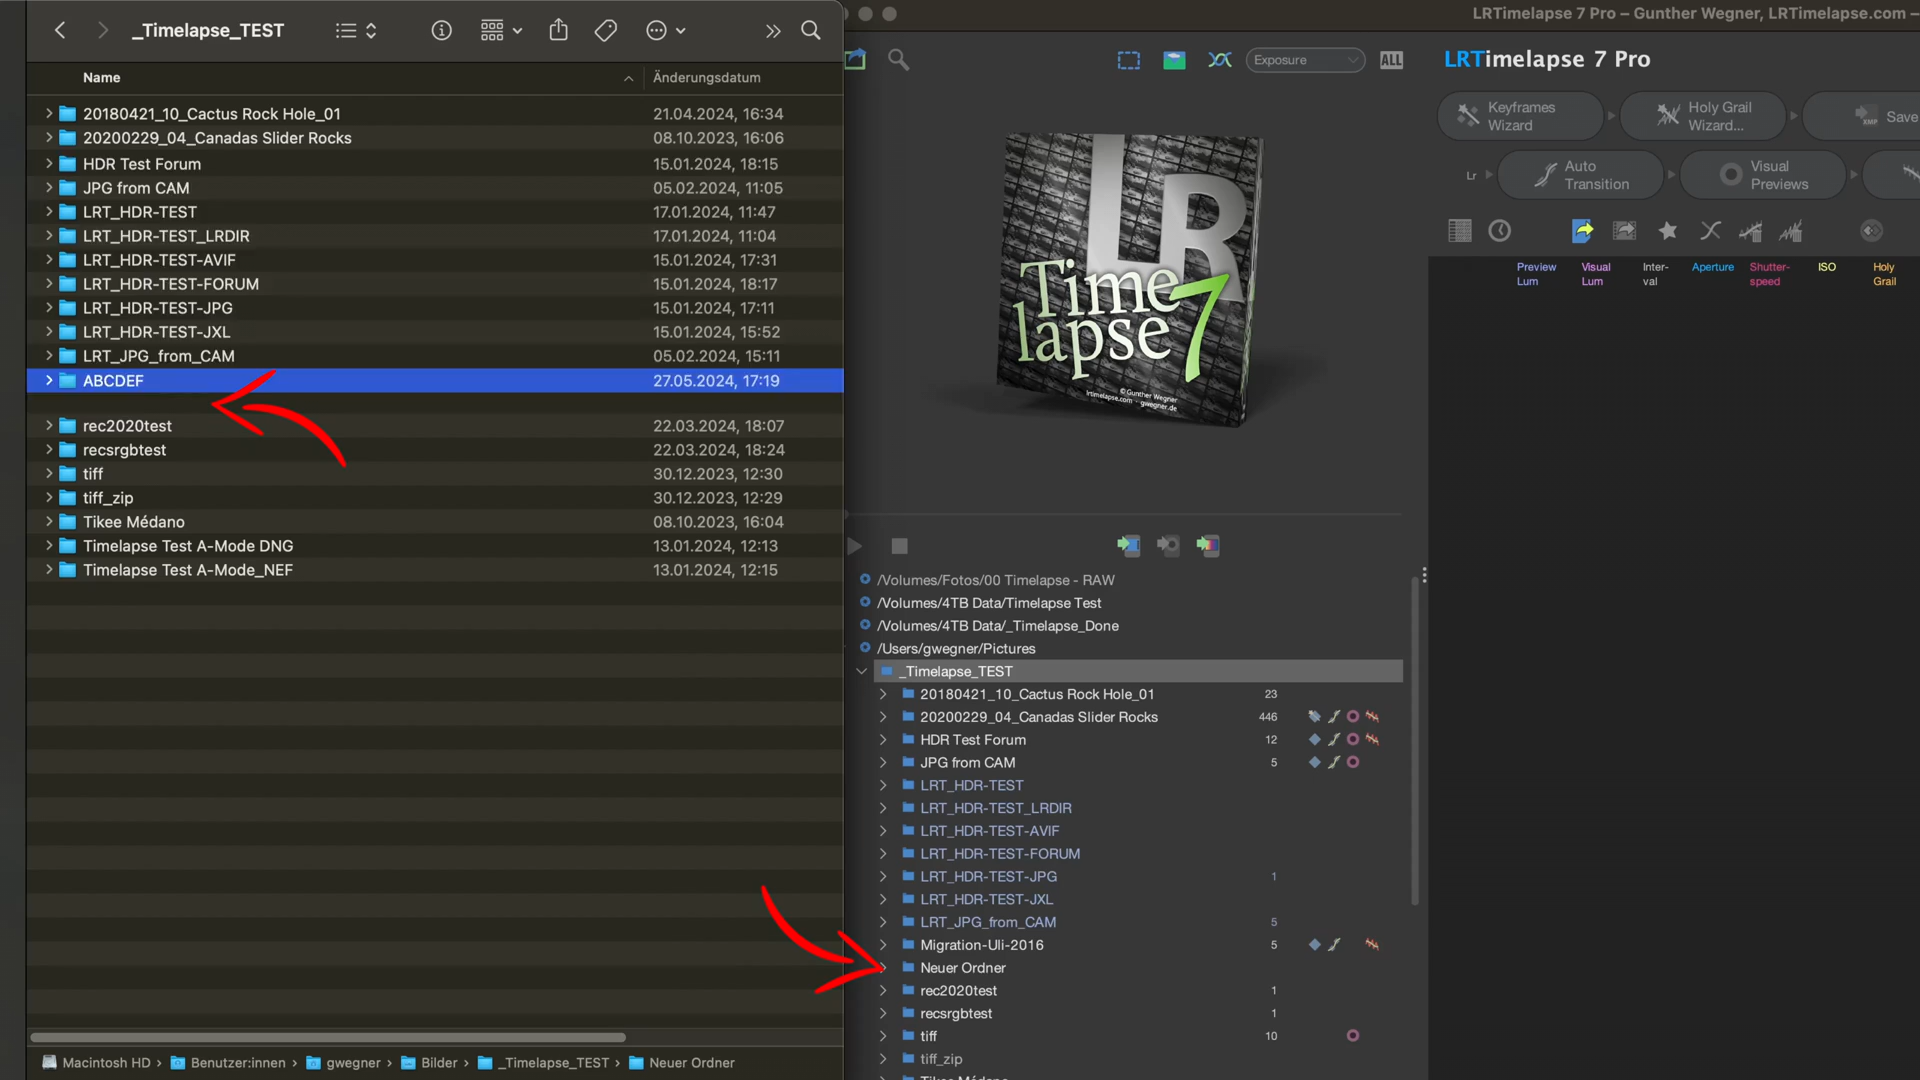 _Timelapse_TEST
Name
Änderungsdatum
20180421_10_Cactus Rock Hole_01 21.04.2024, 16:34
20200229_04_Canadas Slider Rocks 08.10.2023, 16:06
HDR Test Forum 15.01.2024, 18:15
JPG from CAM 05.02.2024, 11:05
LRT_HDR-TEST 17.01.2024, 11:47
LRT_HDR-TEST_LRDIR 17.01.2024, 11:04
LRT_HDR-TEST-AVIF 15.01.2024, 17:31
LRT_HDR-TEST-FORUM 15.01.2024, 18:17
LRT_HDR-TEST-JPG 15.01.2024, 17:11
LRT_HDR-TEST-JXL 15.01.2024, 15:52
LRT_JPG_from_CAM 05.02.2024, 15:11
ABCDEF 27.05.2024, 17:19
rec2020test 22.03.2024, 18:07
recsrgbtest 22.03.2024, 18:24
tiff 30.12.2023, 12:30
tiff_zip 30.12.2023, 12:29
Tikee Médano 08.10.2023, 16:04
Timelapse Test A-Mode DNG 13.01.2024, 12:13
Timelapse Test A-Mode_NEF 13.01.2024, 12:15
Macintosh HD › Benutzer:innen › gwegner › Bilder › _Timelapse_TEST › Neuer Ordner
LRTimelapse 7 Pro – Gunther Wegner, LRTimelapse.com –
Exposure
ALL
LR
Time
lapse 7
© Gunther Wegner
lrtimelapse.com · gwegner.de
/Volumes/Fotos/00 Timelapse - RAW
/Volumes/4TB Data/Timelapse Test
/Volumes/4TB Data/_Timelapse_Done
/Users/gwegner/Pictures
_Timelapse_TEST
20180421_10_Cactus Rock Hole_01 23
20200229_04_Canadas Slider Rocks 446
HDR Test Forum 12
JPG from CAM 5
LRT_HDR-TEST
LRT_HDR-TEST_LRDIR
LRT_HDR-TEST-AVIF
LRT_HDR-TEST-FORUM
LRT_HDR-TEST-JPG 1
LRT_HDR-TEST-JXL
LRT_JPG_from_CAM 5
Migration-Uli-2016 5
Neuer Ordner
rec2020test 1
recsrgbtest 1
tiff 10
tiff_zip
Tikee Médano
LRTimelapse 7 Pro
Keyframes
Wizard
Holy Grail
Wizard...
KMP
Save
Lr
Auto
Transition
Visual
Previews
Preview
Lum
Visual
Lum
Inter-
val
Aperture
Shutter-
speed
ISO
Holy
Grail